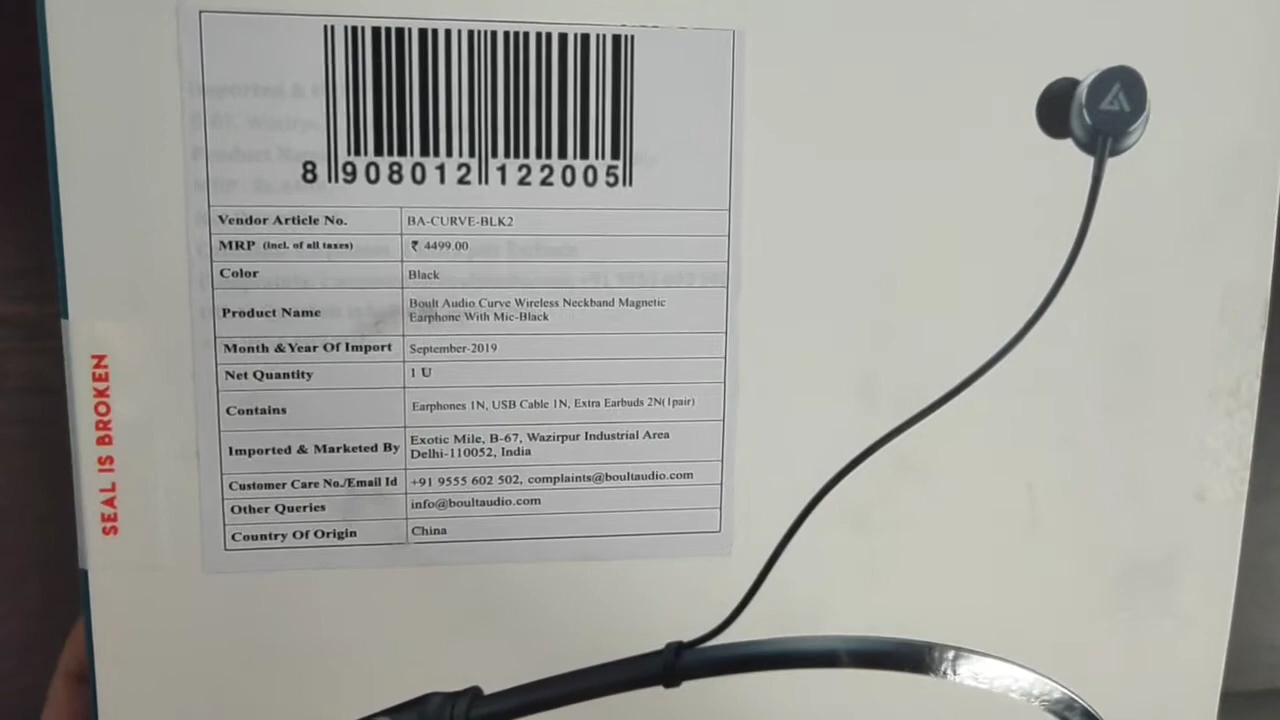 8 908012 122005
Vendor Article No. BA-CURVE-BLK2
MRP (incl. of all taxes) ₹ 4499.00
Color Black
Product Name Boult Audio Curve Wireless Neckband Magnetic
Earphone With Mic-Black
Month &Year Of Import September-2019
Net Quantity 1 U
Contains Earphones 1N, USB Cable 1N, Extra Earbuds 2N(1pair)
Imported & Marketed By Exotic Mile, B-67, Wazirpur Industrial Area
Delhi-110052, India
Customer Care No./Email Id +91 9555 602 502, complaints@boultaudio.com
Other Queries info@boultaudio.com
Country Of Origin China
SEAL IS BROKEN